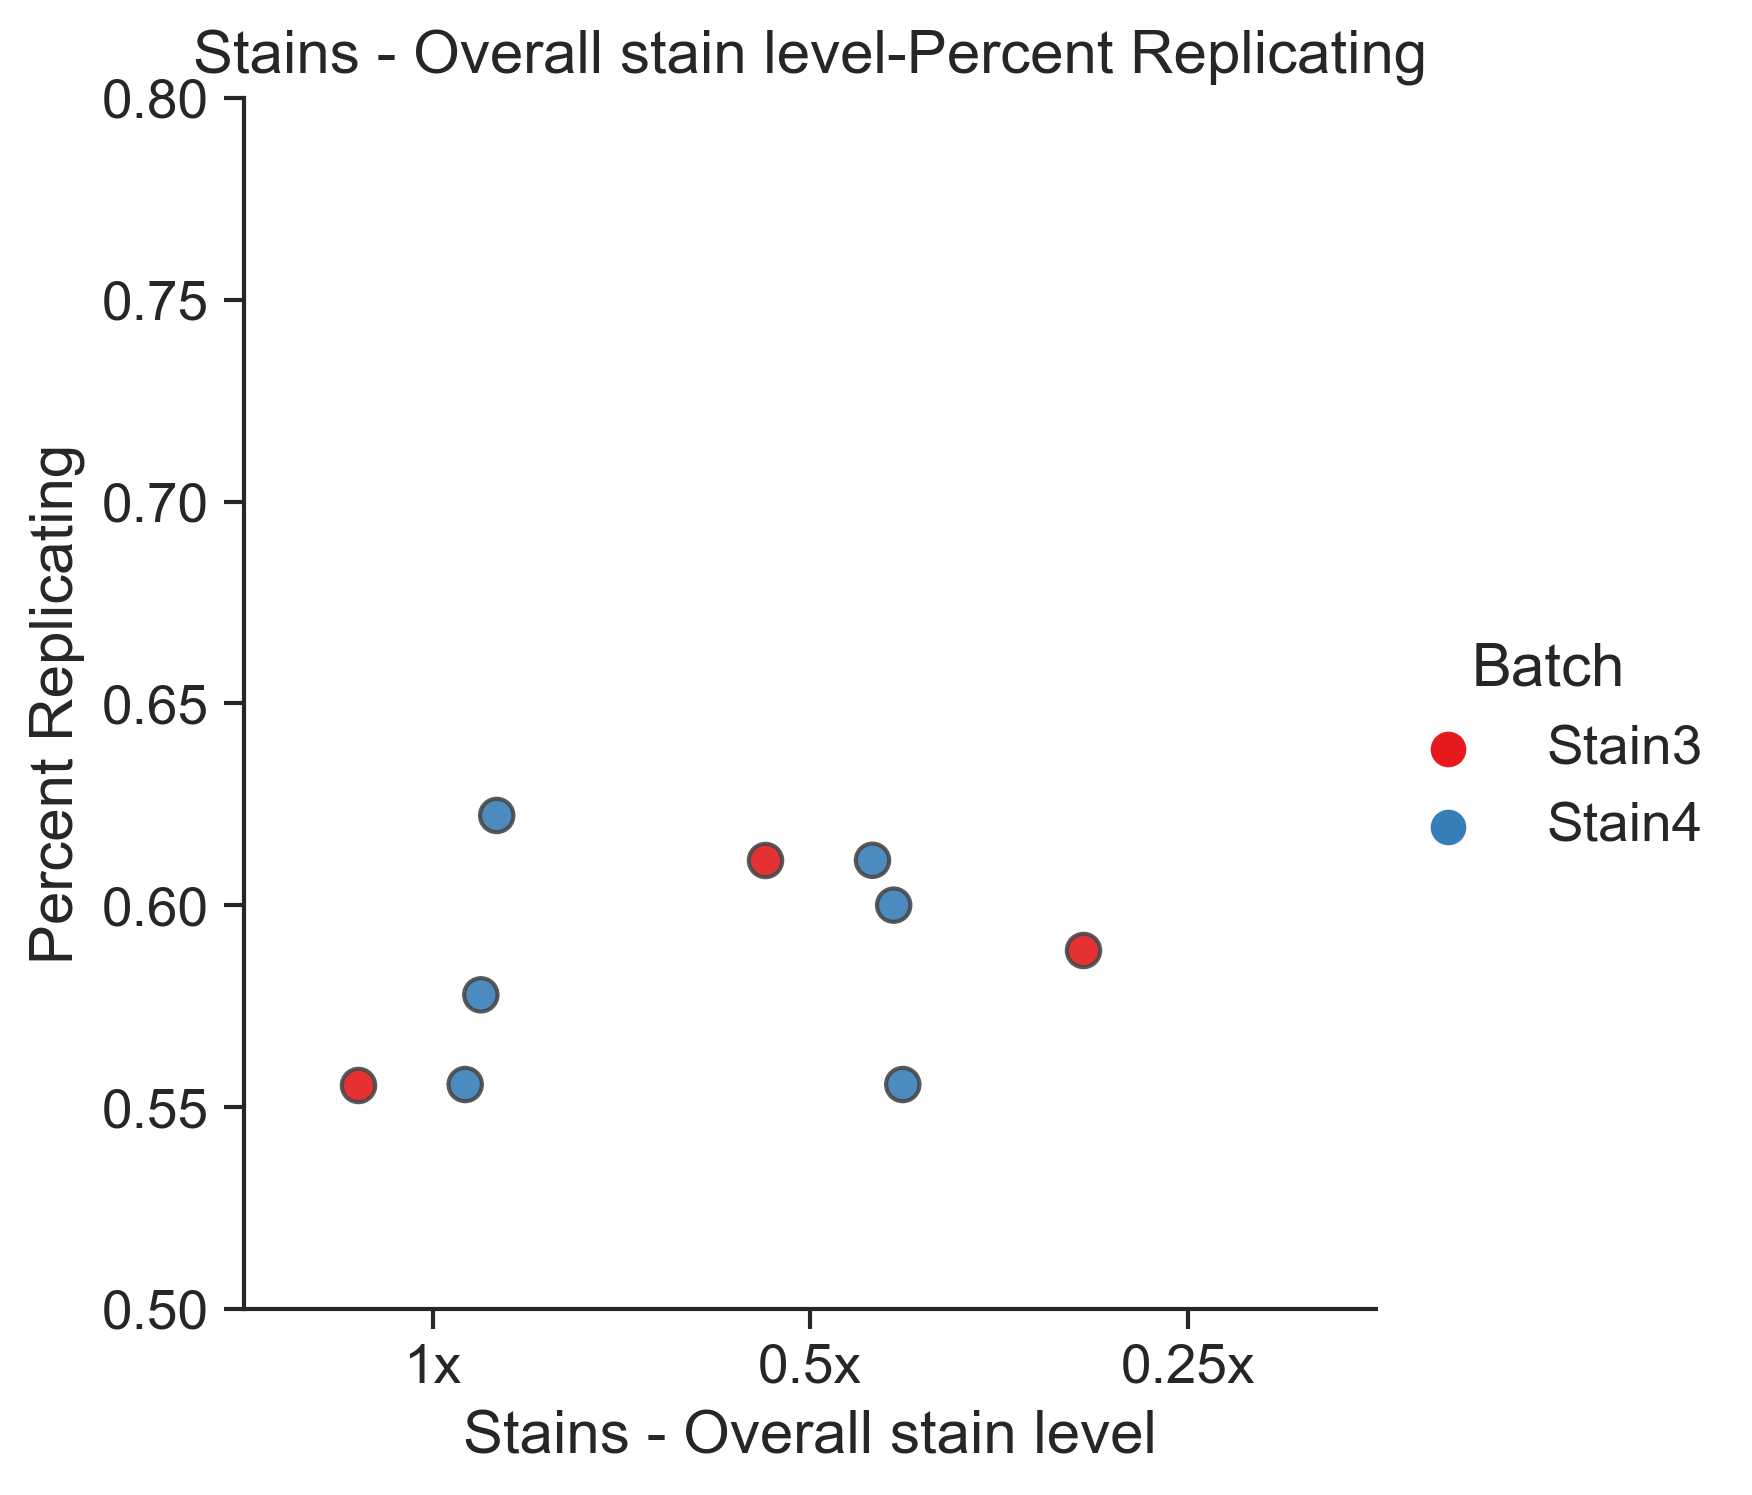 Stains - Overall stain level-Percent Replicating
0.80
0.75
0.70
0.65
0.60
0.55
0.50
Percent Replicating
1x 0.5x 0.25x
Stains - Overall stain level
Batch
Stain3
Stain4